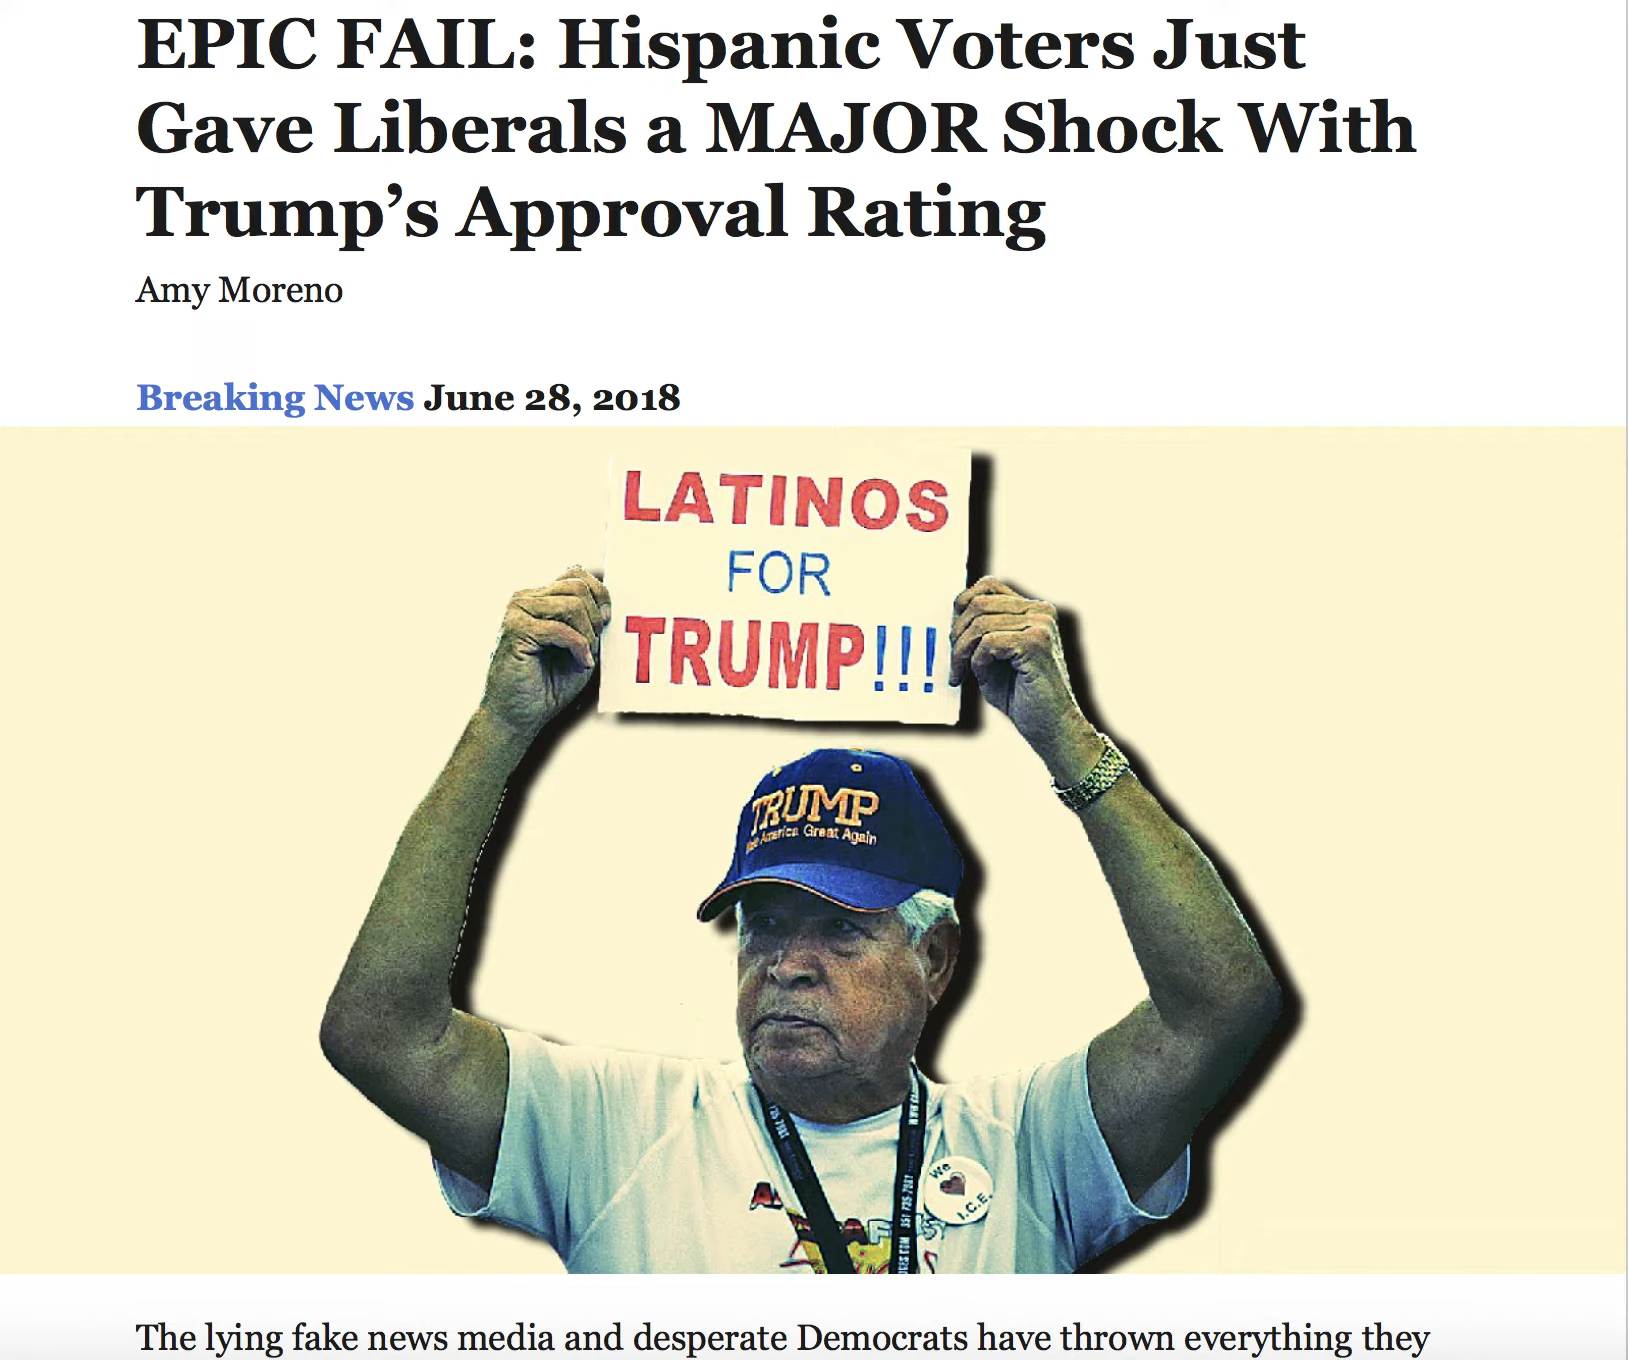 EPIC FAIL: Hispanic Voters Just
Gave Liberals a MAJOR Shock With
Trump’s Approval Rating
Amy Moreno
Breaking News June 28, 2018
LATINOS
FOR
TRUMP!!!
TRUMP
America Great Again
We
I.C.E.
The lying fake news media and desperate Democrats have thrown everything they